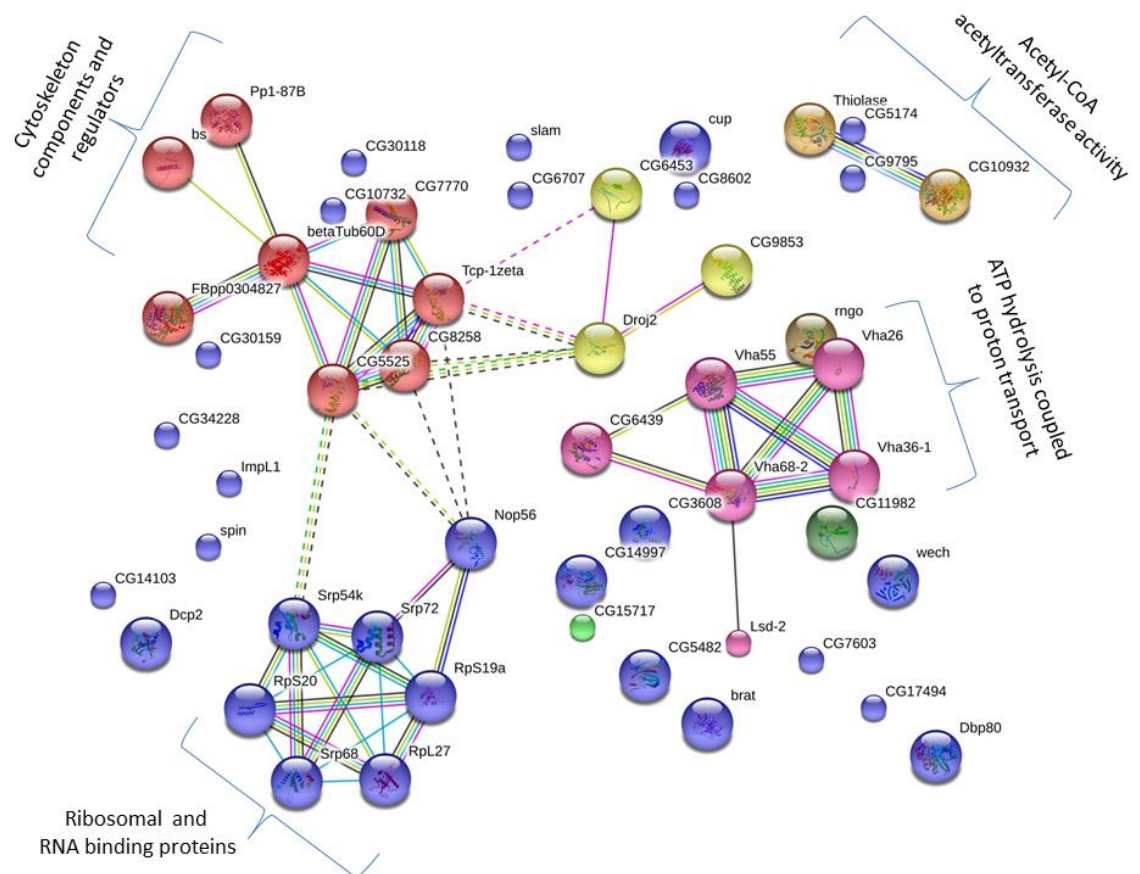 Cytoskeleton
components and
regulators
Acetyl-CoA
acetyltransferase activity
Pp1-87B
bs
CG30118
slam
cup
Thiolase
CG5174
CG10732
CG7770
CG6707
CG6453
CG8602
CG9795
CG10932
betaTub60D
Tcp-1zeta
CG9853
FBpp0304827
CG30159
CG8258
CG5525
Droj2
rngo
Vha26
Vha55
ATP hydrolysis coupled
to proton transport
CG34228
CG6439
Vha68-2
Vha36-1
ImpL1
Nop56
CG3608
CG11982
spin
CG14997
wech
CG14103
Dcp2
Srp54k
Srp72
CG15717
Lsd-2
CG5482
CG7603
RpS20
RpS19a
brat
CG17494
Dbp80
Srp68
RpL27
Ribosomal and
RNA binding proteins